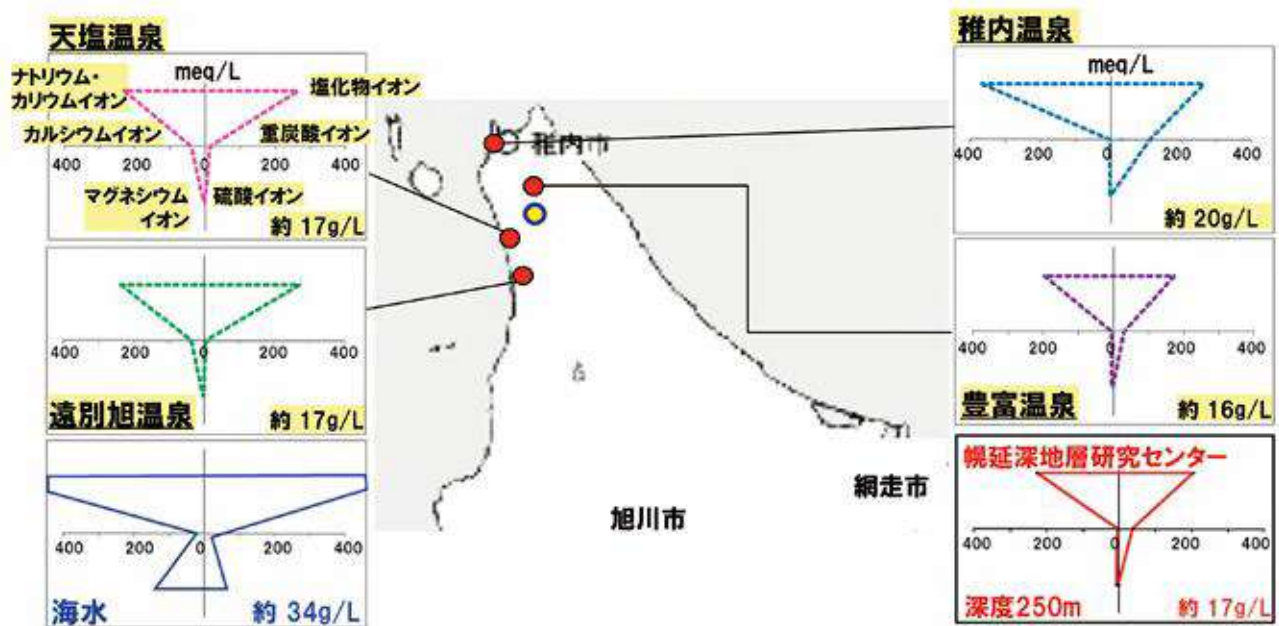 天塩温泉
meq/L
ナトリウム・
カリウムイオン
塩化物イオン
カルシウムイオン
重炭酸イオン
400 200 0 200 400
マグネシウム
イオン
硫酸イオン
約 17g/L
400 200 0 200 400
遠別旭温泉
約 17g/L
400 200 0 200 400
海水
約 34g/L
稚内市
旭川市
網走市
稚内温泉
meq/L
400 200 0 200 400
約 20g/L
400 200 0 200 400
豊富温泉
約 16g/L
幌延深地層研究センター
400 200 0 200 400
深度250m
約 17g/L